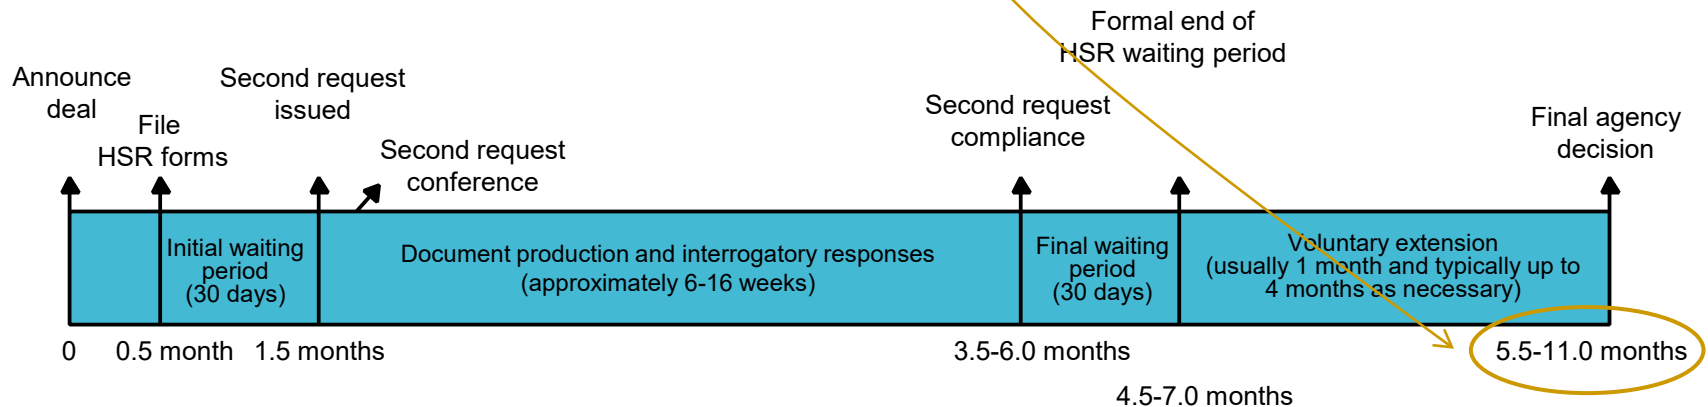 Announce
deal
File
HSR forms
Second request
issued
Second request
conference
Second request
compliance
Formal end of
HSR waiting period
Final agency
decision
Initial waiting
period
(30 days)
Document production and interrogatory responses
(approximately 6-16 weeks)
Final waiting
period
(30 days)
Voluntary extension
(usually 1 month and typically up to
4 months as necessary)
0
0.5 month
1.5 months
3.5-6.0 months
4.5-7.0 months
5.5-11.0 months